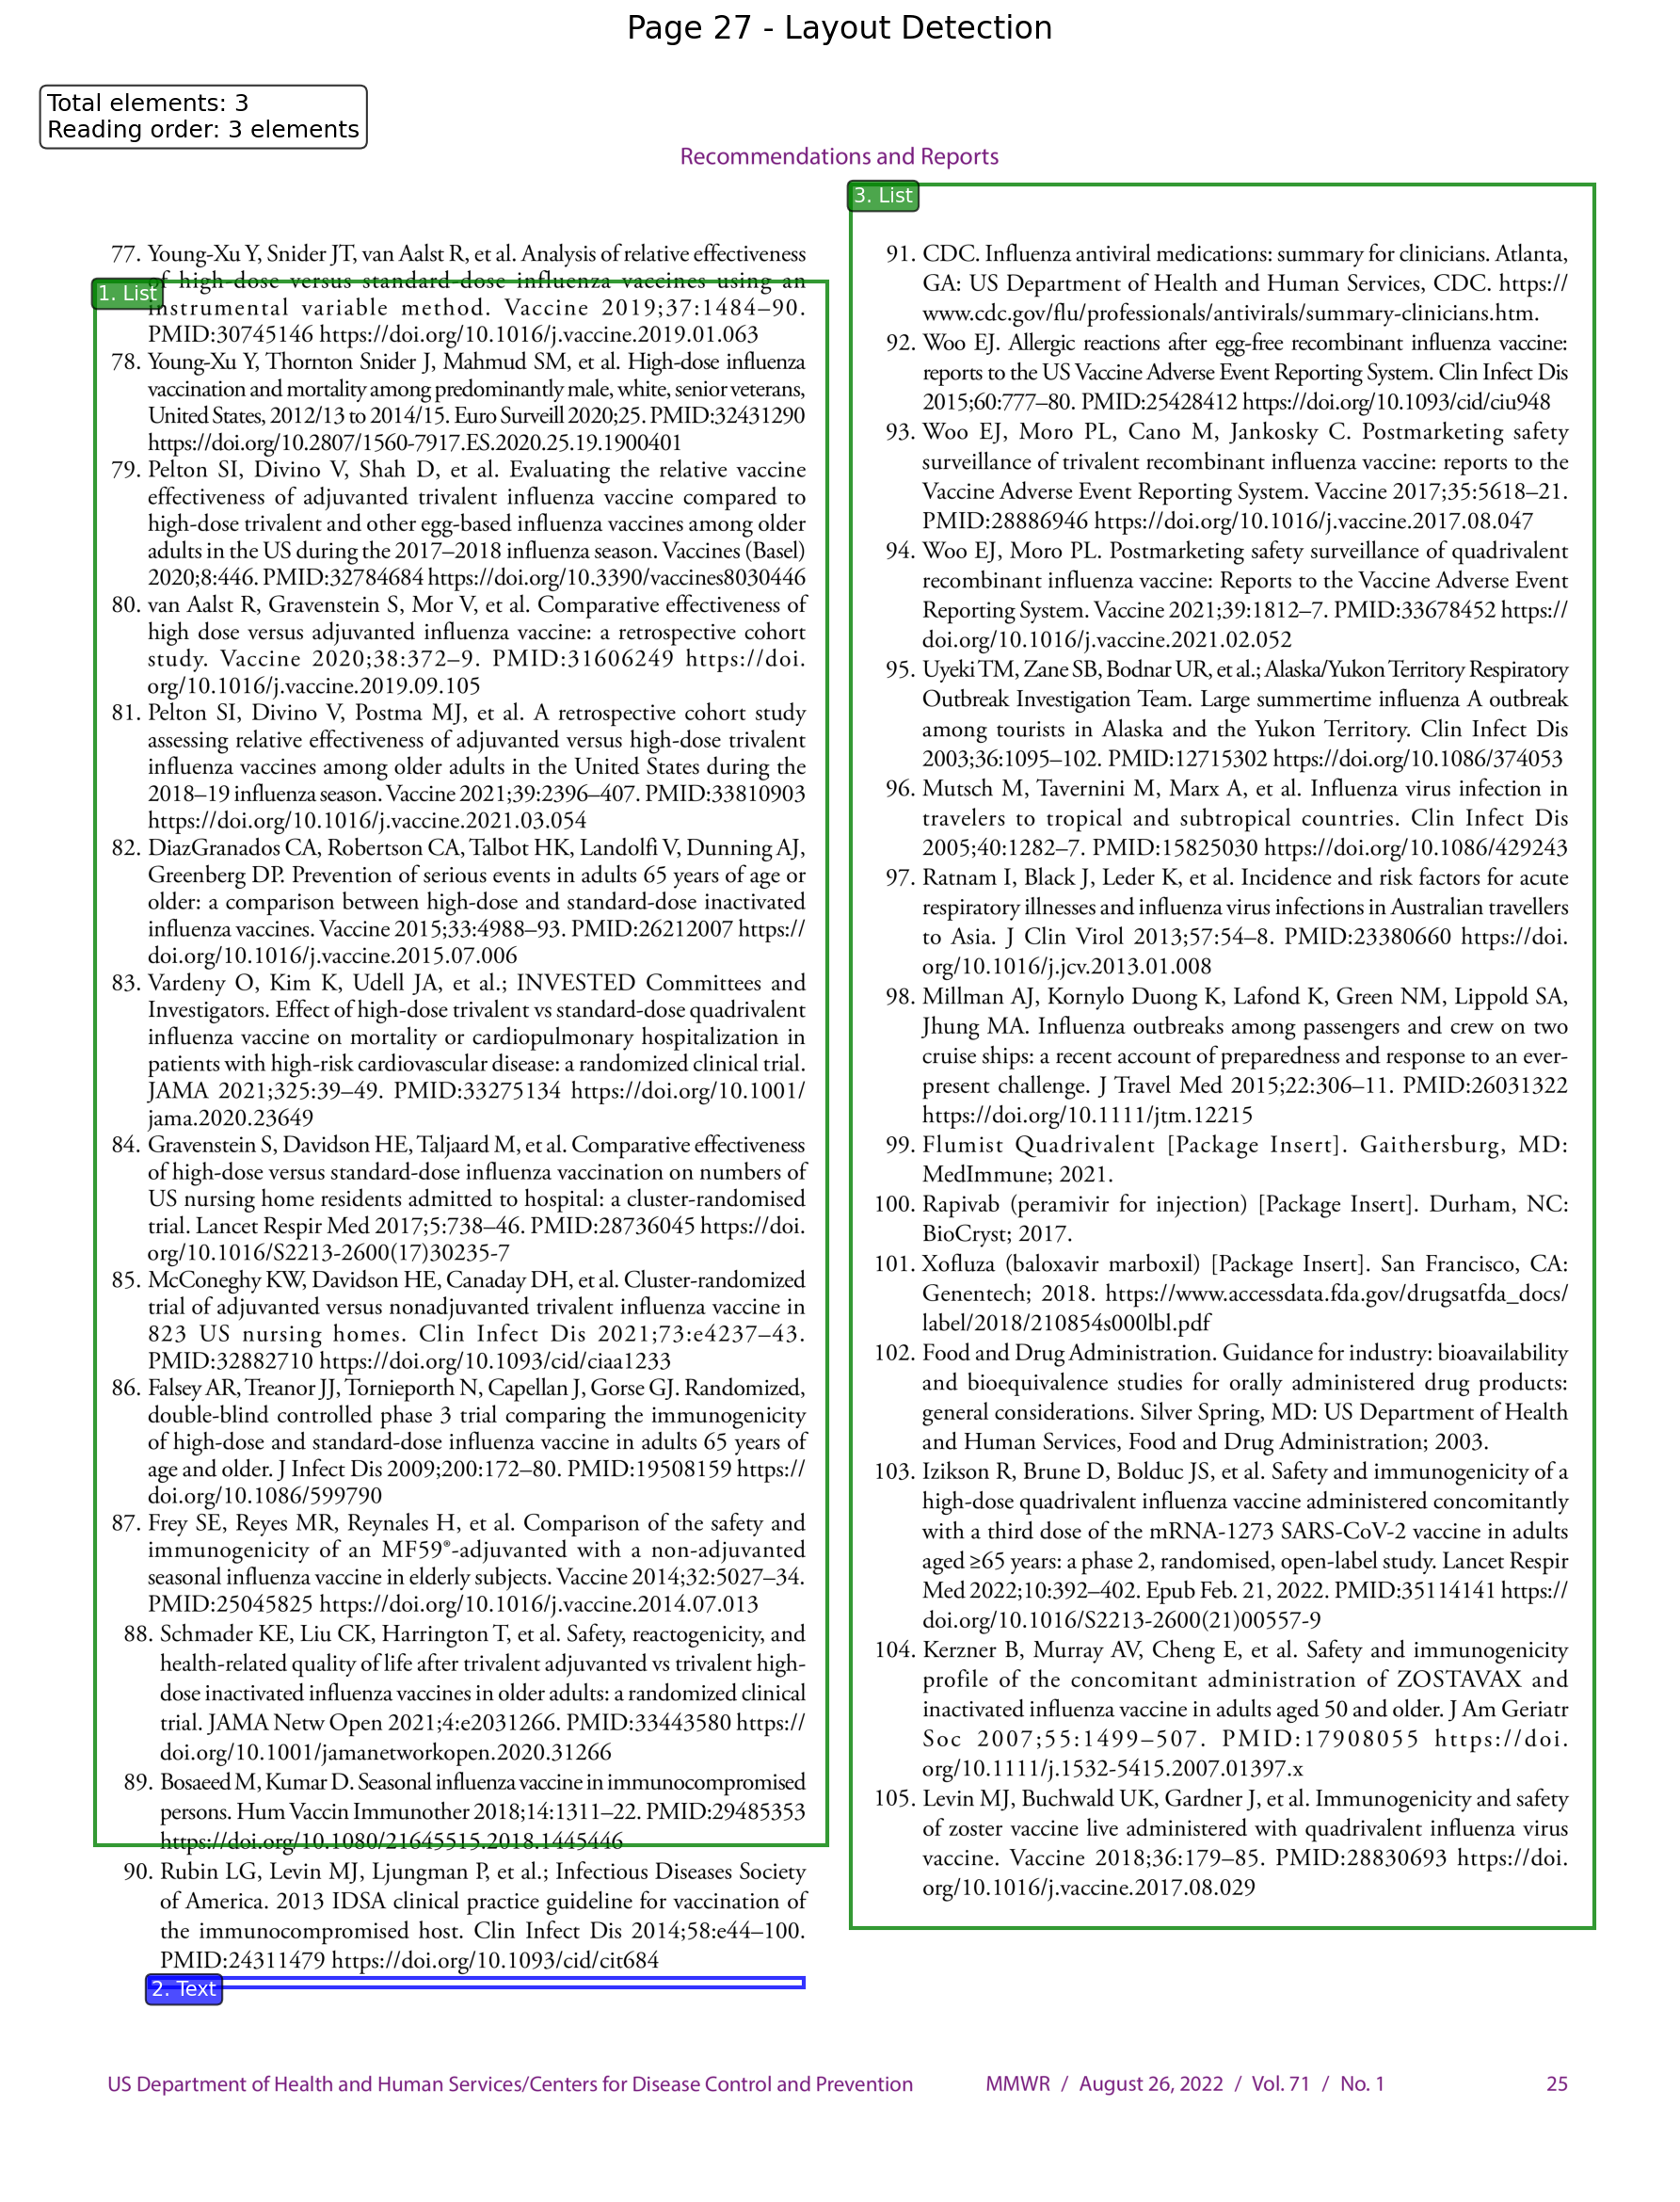 Page 27 - Layout Detection
Total elements: 3
Reading order: 3 elements
Recommendations and Reports
1. List
77. Young-Xu Y, Snider JT, van Aalst R, et al. Analysis of relative effectiveness
of high-dose versus standard-dose influenza vaccines using an
instrumental variable method. Vaccine 2019;37:1484–90.
PMID:30745146 https://doi.org/10.1016/j.vaccine.2019.01.063
78. Young-Xu Y, Thornton Snider J, Mahmud SM, et al. High-dose influenza
vaccination and mortality among predominantly male, white, senior veterans,
United States, 2012/13 to 2014/15. Euro Surveill 2020;25. PMID:32431290
https://doi.org/10.2807/1560-7917.ES.2020.25.19.1900401
79. Pelton SI, Divino V, Shah D, et al. Evaluating the relative vaccine
effectiveness of adjuvanted trivalent influenza vaccine compared to
high-dose trivalent and other egg-based influenza vaccines among older
adults in the US during the 2017–2018 influenza season. Vaccines (Basel)
2020;8:446. PMID:32784684 https://doi.org/10.3390/vaccines8030446
80. van Aalst R, Gravenstein S, Mor V, et al. Comparative effectiveness of
high dose versus adjuvanted influenza vaccine: a retrospective cohort
study. Vaccine 2020;38:372–9. PMID:31606249 https://doi.
org/10.1016/j.vaccine.2019.09.105
81. Pelton SI, Divino V, Postma MJ, et al. A retrospective cohort study
assessing relative effectiveness of adjuvanted versus high-dose trivalent
influenza vaccines among older adults in the United States during the
2018–19 influenza season. Vaccine 2021;39:2396–407. PMID:33810903
https://doi.org/10.1016/j.vaccine.2021.03.054
82. DiazGranados CA, Robertson CA, Talbot HK, Landolfi V, Dunning AJ,
Greenberg DP. Prevention of serious events in adults 65 years of age or
older: a comparison between high-dose and standard-dose inactivated
influenza vaccines. Vaccine 2015;33:4988–93. PMID:26212007 https://
doi.org/10.1016/j.vaccine.2015.07.006
83. Vardeny O, Kim K, Udell JA, et al.; INVESTED Committees and
Investigators. Effect of high-dose trivalent vs standard-dose quadrivalent
influenza vaccine on mortality or cardiopulmonary hospitalization in
patients with high-risk cardiovascular disease: a randomized clinical trial.
JAMA 2021;325:39–49. PMID:33275134 https://doi.org/10.1001/
jama.2020.23649
84. Gravenstein S, Davidson HE, Taljaard M, et al. Comparative effectiveness
of high-dose versus standard-dose influenza vaccination on numbers of
US nursing home residents admitted to hospital: a cluster-randomised
trial. Lancet Respir Med 2017;5:738–46. PMID:28736045 https://doi.
org/10.1016/S2213-2600(17)30235-7
85. McConeghy KW, Davidson HE, Canaday DH, et al. Cluster-randomized
trial of adjuvanted versus nonadjuvanted trivalent influenza vaccine in
823 US nursing homes. Clin Infect Dis 2021;73:e4237–43.
PMID:32882710 https://doi.org/10.1093/cid/ciaa1233
86. Falsey AR, Treanor JJ, Tornieporth N, Capellan J, Gorse GJ. Randomized,
double-blind controlled phase 3 trial comparing the immunogenicity
of high-dose and standard-dose influenza vaccine in adults 65 years of
age and older. J Infect Dis 2009;200:172–80. PMID:19508159 https://
doi.org/10.1086/599790
87. Frey SE, Reyes MR, Reynales H, et al. Comparison of the safety and
immunogenicity of an MF59®-adjuvanted with a non-adjuvanted
seasonal influenza vaccine in elderly subjects. Vaccine 2014;32:5027–34.
PMID:25045825 https://doi.org/10.1016/j.vaccine.2014.07.013
88. Schmader KE, Liu CK, Harrington T, et al. Safety, reactogenicity, and
health-related quality of life after trivalent adjuvanted vs trivalent high-
dose inactivated influenza vaccines in older adults: a randomized clinical
trial. JAMA Netw Open 2021;4:e2031266. PMID:33443580 https://
doi.org/10.1001/jamanetworkopen.2020.31266
89. Bosaeed M, Kumar D. Seasonal influenza vaccine in immunocompromised
persons. Hum Vaccin Immunother 2018;14:1311–22. PMID:29485353
https://doi.org/10.1080/21645515.2018.1445446
90. Rubin LG, Levin MJ, Ljungman P, et al.; Infectious Diseases Society
of America. 2013 IDSA clinical practice guideline for vaccination of
the immunocompromised host. Clin Infect Dis 2014;58:e44–100.
PMID:24311479 https://doi.org/10.1093/cid/cit684
2. Text
3. List
91. CDC. Influenza antiviral medications: summary for clinicians. Atlanta,
GA: US Department of Health and Human Services, CDC. https://
www.cdc.gov/flu/professionals/antivirals/summary-clinicians.htm.
92. Woo EJ. Allergic reactions after egg-free recombinant influenza vaccine:
reports to the US Vaccine Adverse Event Reporting System. Clin Infect Dis
2015;60:777–80. PMID:25428412 https://doi.org/10.1093/cid/ciu948
93. Woo EJ, Moro PL, Cano M, Jankosky C. Postmarketing safety
surveillance of trivalent recombinant influenza vaccine: reports to the
Vaccine Adverse Event Reporting System. Vaccine 2017;35:5618–21.
PMID:28886946 https://doi.org/10.1016/j.vaccine.2017.08.047
94. Woo EJ, Moro PL. Postmarketing safety surveillance of quadrivalent
recombinant influenza vaccine: Reports to the Vaccine Adverse Event
Reporting System. Vaccine 2021;39:1812–7. PMID:33678452 https://
doi.org/10.1016/j.vaccine.2021.02.052
95. Uyeki TM, Zane SB, Bodnar UR, et al.; Alaska/Yukon Territory Respiratory
Outbreak Investigation Team. Large summertime influenza A outbreak
among tourists in Alaska and the Yukon Territory. Clin Infect Dis
2003;36:1095–102. PMID:12715302 https://doi.org/10.1086/374053
96. Mutsch M, Tavernini M, Marx A, et al. Influenza virus infection in
travelers to tropical and subtropical countries. Clin Infect Dis
2005;40:1282–7. PMID:15825030 https://doi.org/10.1086/429243
97. Ratnam I, Black J, Leder K, et al. Incidence and risk factors for acute
respiratory illnesses and influenza virus infections in Australian travellers
to Asia. J Clin Virol 2013;57:54–8. PMID:23380660 https://doi.
org/10.1016/j.jcv.2013.01.008
98. Millman AJ, Kornylo Duong K, Lafond K, Green NM, Lippold SA,
Jhung MA. Influenza outbreaks among passengers and crew on two
cruise ships: a recent account of preparedness and response to an ever-
present challenge. J Travel Med 2015;22:306–11. PMID:26031322
https://doi.org/10.1111/jtm.12215
99. Flumist Quadrivalent [Package Insert]. Gaithersburg, MD:
MedImmune; 2021.
100. Rapivab (peramivir for injection) [Package Insert]. Durham, NC:
BioCryst; 2017.
101. Xofluza (baloxavir marboxil) [Package Insert]. San Francisco, CA:
Genentech; 2018. https://www.accessdata.fda.gov/drugsatfda_docs/
label/2018/210854s000lbl.pdf
102. Food and Drug Administration. Guidance for industry: bioavailability
and bioequivalence studies for orally administered drug products:
general considerations. Silver Spring, MD: US Department of Health
and Human Services, Food and Drug Administration; 2003.
103. Izikson R, Brune D, Bolduc JS, et al. Safety and immunogenicity of a
high-dose quadrivalent influenza vaccine administered concomitantly
with a third dose of the mRNA-1273 SARS-CoV-2 vaccine in adults
aged ≥65 years: a phase 2, randomised, open-label study. Lancet Respir
Med 2022;10:392–402. Epub Feb. 21, 2022. PMID:35114141 https://
doi.org/10.1016/S2213-2600(21)00557-9
104. Kerzner B, Murray AV, Cheng E, et al. Safety and immunogenicity
profile of the concomitant administration of ZOSTAVAX and
inactivated influenza vaccine in adults aged 50 and older. J Am Geriatr
Soc 2007;55:1499–507. PMID:17908055 https://doi.
org/10.1111/j.1532-5415.2007.01397.x
105. Levin MJ, Buchwald UK, Gardner J, et al. Immunogenicity and safety
of zoster vaccine live administered with quadrivalent influenza virus
vaccine. Vaccine 2018;36:179–85. PMID:28830693 https://doi.
org/10.1016/j.vaccine.2017.08.029
US Department of Health and Human Services/Centers for Disease Control and Prevention MMWR / August 26, 2022 / Vol. 71 / No. 1 25